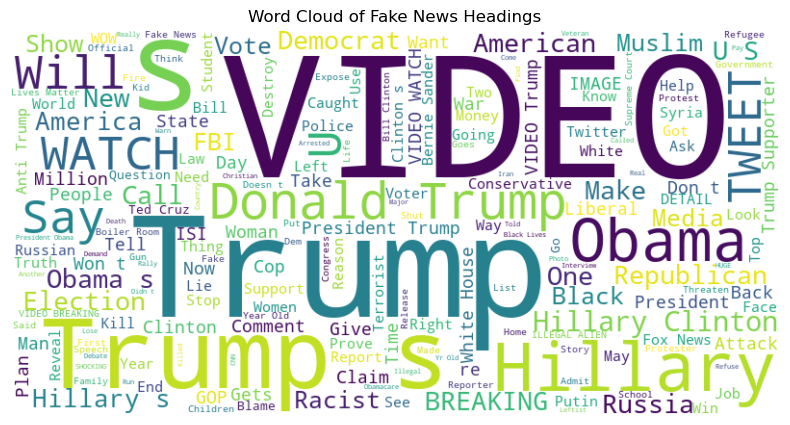 Word Cloud of Fake News Headings
VIDEO
Trump
Trump s
Hillary
Donald Trump
Obama
S
U
WATCH
Say
Will
TWEET
Hillary Clinton
BREAKING
Republican
Election
Obama s
Russia
Racist
Hillary s
Black
Media
Make
America
American
Democrat
Muslim
U S
New
Show
Vote
FBI
Call
One
WOW
Official
Lives Matter
World
Kid
Fire
Think
Fake News
Really
Student
Bill
Destroy
Expose
Caught
Use
Police
Left
Bill Clinton
Clinton s
Bernie Sander
VIDEO WATCH
Two
War
Money
Going
Want
VIDEO Trump
IMAGE
Know
Twitter
White
Help
Syria
Got
Ask
Protest
Supreme Court
Refugee
Government
Veteran
Come
Pay
Anti Trump
Million
State
Law
Day
People
Question
Need
Warn
Arrested
Life
Iran
Goes
Called
Real
Conservative
Don t
Trump Supporter
Liberal
DETAIL
Look
Top
Voter
Take
Doesn t
Christian
Major
Country
Ted Cruz
Boiler Room
Death
President Obama
Demand
Another
Russian
Truth
Tell
Won t
ISI
Thing
Fake
Now
Lie
Stop
Woman
Cop
Support
Women
Reason
President Trump
Put
Shut
Dem
Rally
Gun
Didn t
Terrorist
Congress
Way
Told
Black Lives
List
Go
Photo
Interview
HUGE
Threaten
President
Back
Face
VIDEO BREAKING
Said
Lose
Man
Reveal
Kill
Clinton
Year Old
Comment
Give
Prove
Report
Time
Right
White House
Release
re
Home
ILLEGAL ALIEN
Fox News
Attack
Plan
First
Speech
Debate
SHOCKING
Year
Killed
CNN
Claim
Made
Yr Old
Story
May
Protester
Admit
Refuse
Family
Run
End
GOP
Gets
Children
Blame
Obamacare
Illegal
See
Reporter
School
Putin
Leftist
Win
Job